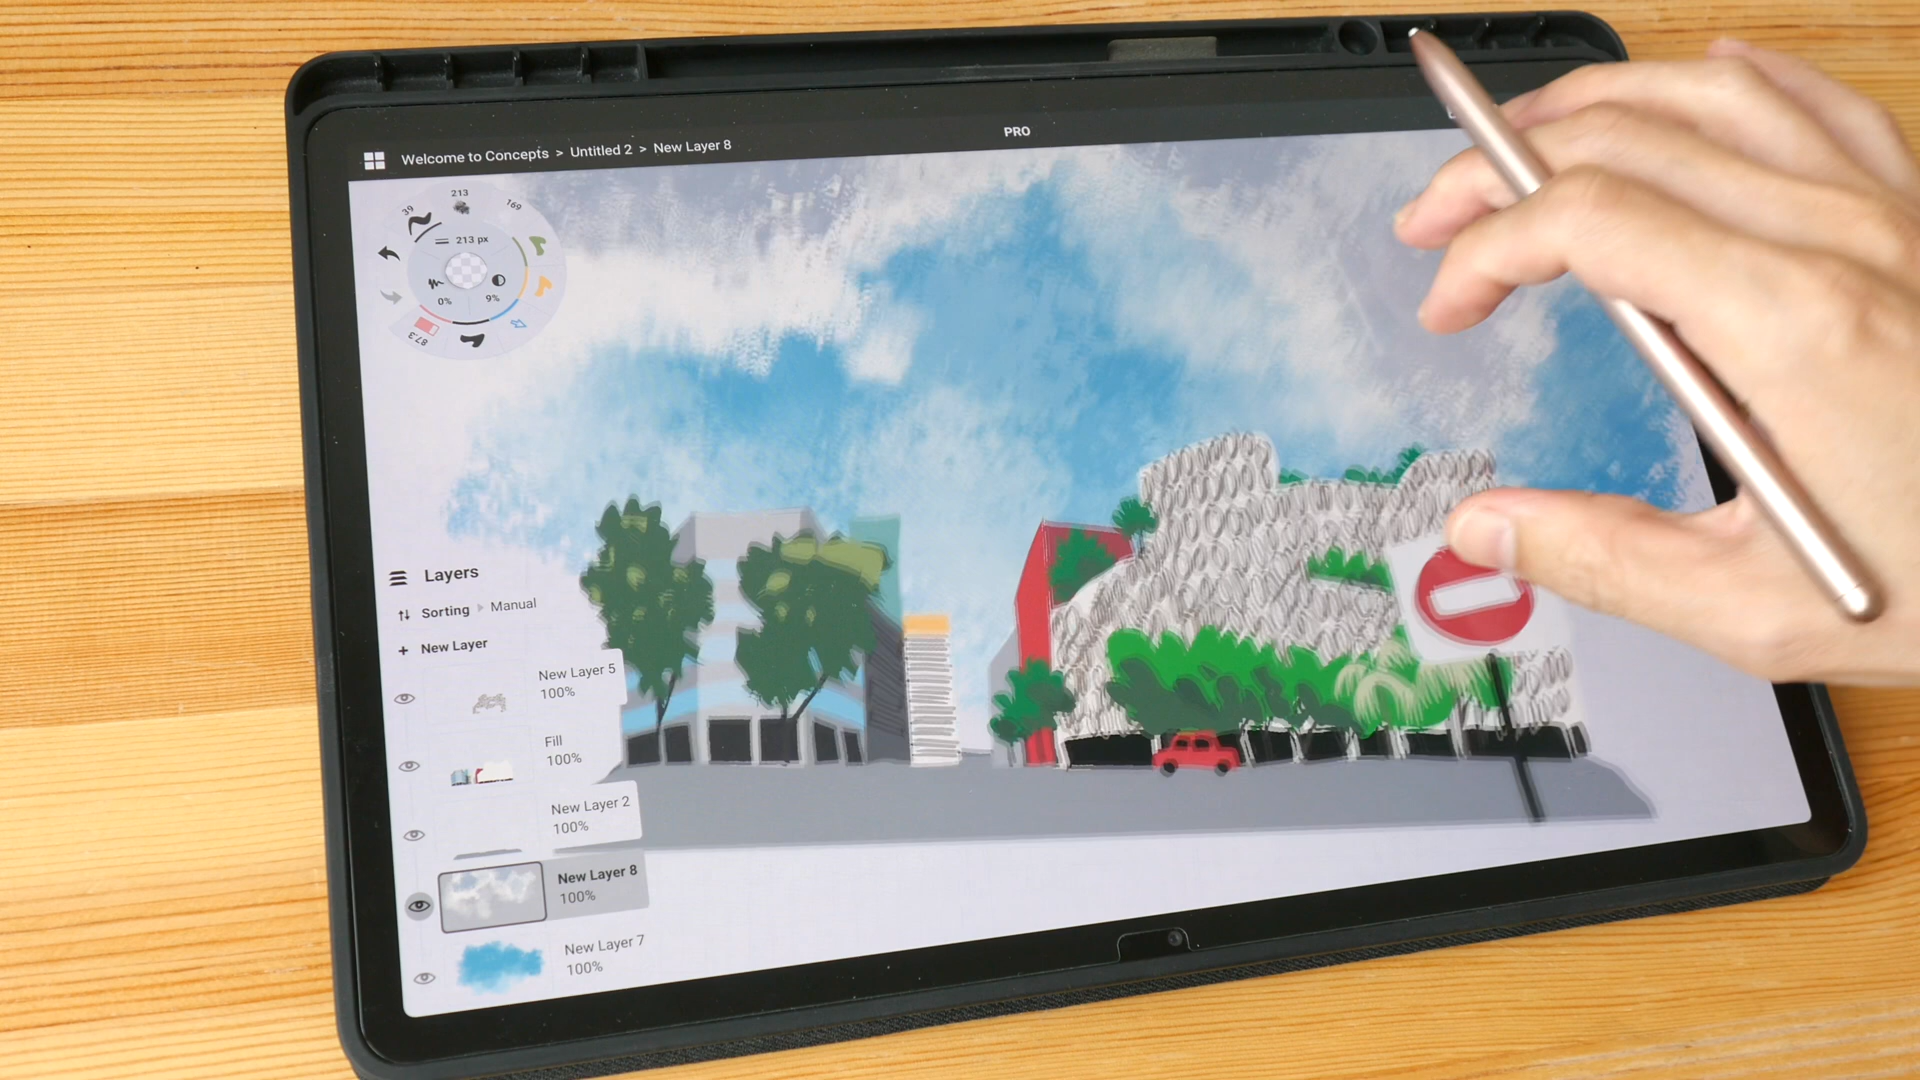 Welcome to Concepts > Untitled 2 > New Layer 8
PRO
213
39
169
213 px
0%
9%
87.3
Layers
Sorting Manual
+ New Layer
New Layer 5
100%
Fill
100%
New Layer 2
100%
New Layer 8
100%
New Layer 7
100%